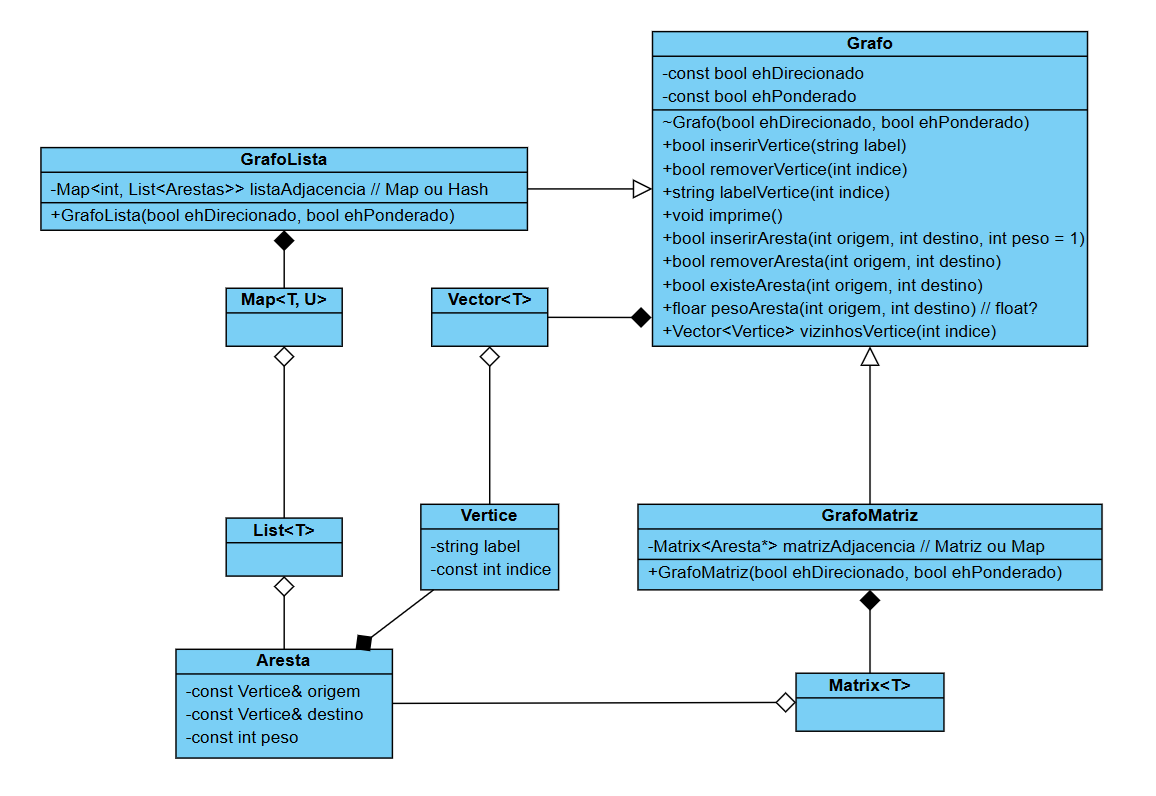 Grafo
-const bool ehDirecionado
-const bool ehPonderado
~Grafo(bool ehDirecionado, bool ehPonderado)
+bool inserirVertice(string label)
+bool removerVertice(int indice)
+string labelVertice(int indice)
+void imprime()
+bool inserirAresta(int origem, int destino, int peso = 1)
+bool removerAresta(int origem, int destino)
+bool existeAresta(int origem, int destino)
+floar pesoAresta(int origem, int destino) // float?
+Vector<Vertice> vizinhosVertice(int indice)
GrafoLista
-Map<int, List<Arestas>> listaAdjacencia // Map ou Hash
+GrafoLista(bool ehDirecionado, bool ehPonderado)
Map<T, U>
Vector<T>
List<T>
Vertice
-string label
-const int indice
GrafoMatriz
-Matrix<Aresta*> matrizAdjacencia // Matriz ou Map
+GrafoMatriz(bool ehDirecionado, bool ehPonderado)
Aresta
-const Vertice& origem
-const Vertice& destino
-const int peso
Matrix<T>